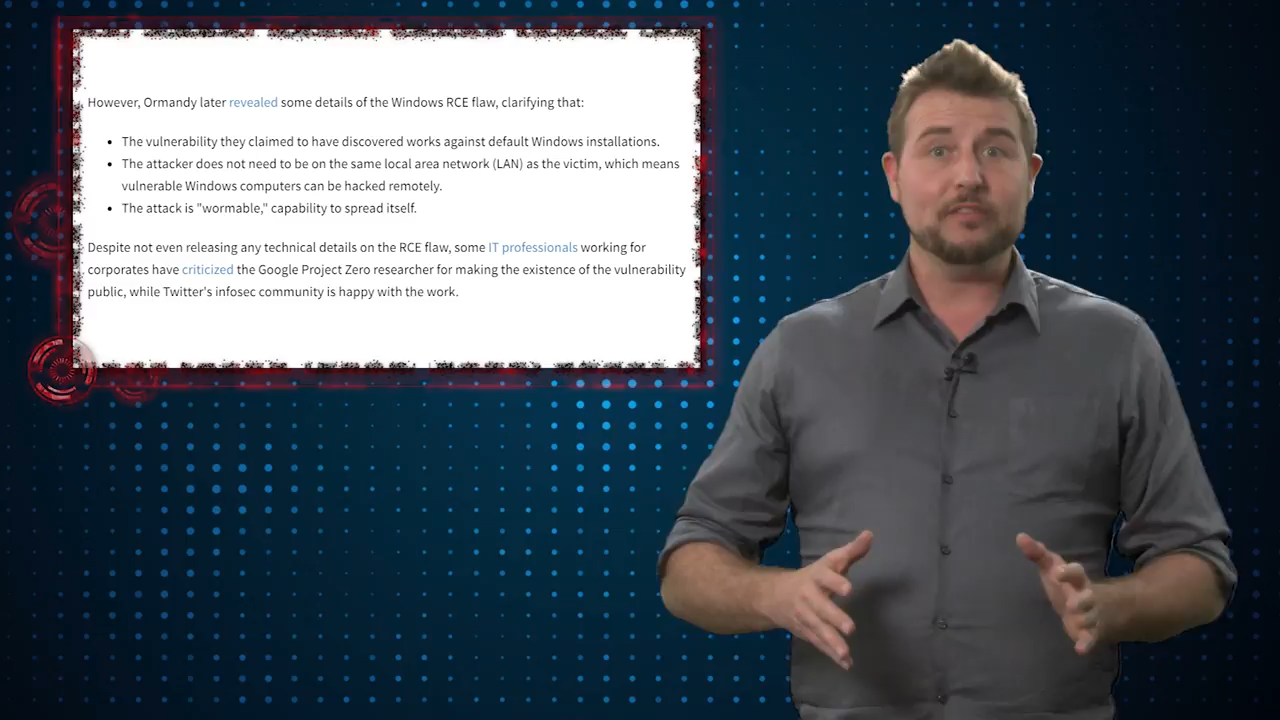 However, Ormandy later revealed some details of the Windows RCE flaw, clarifying that:
The vulnerability they claimed to have discovered works against default Windows installations.
The attacker does not need to be on the same local area network (LAN) as the victim, which means
vulnerable Windows computers can be hacked remotely.
The attack is "wormable," capability to spread itself.
Despite not even releasing any technical details on the RCE flaw, some IT professionals working for
corporates have criticized the Google Project Zero researcher for making the existence of the vulnerability
public, while Twitter's infosec community is happy with the work.